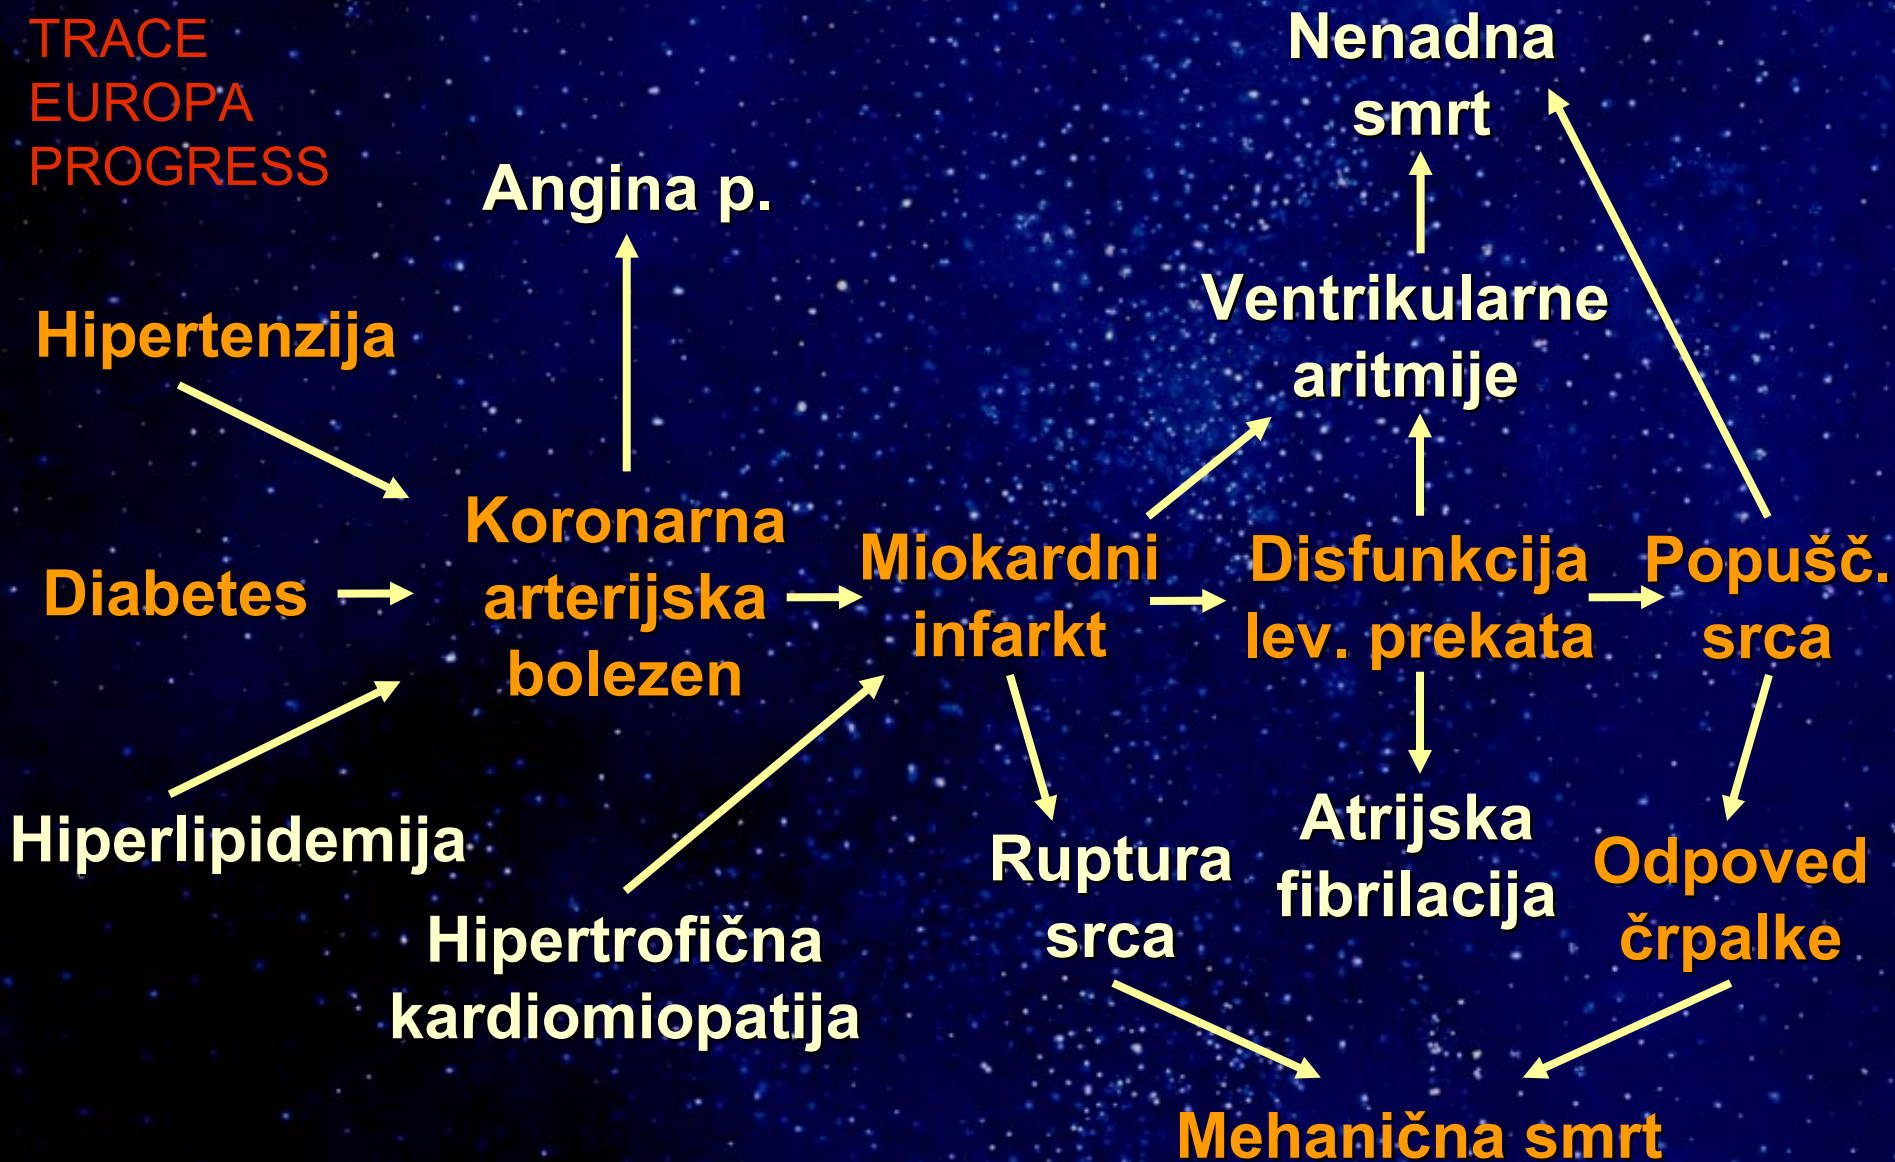 TRACE
EUROPA
PROGRESS
Nenadna
smrt
Angina p.
Ventrikularne
aritmije
Hipertenzija
Koronarna
arterijska
bolezen
Diabetes
Miokardni
infarkt
Disfunkcija
lev. prekata
Popušč.
srca
Hiperlipidemija
Hipertrofična
kardiomiopatija
Ruptura
srca
Atrijska
fibrilacija
Odpoved
črpalke
Mehanična smrt